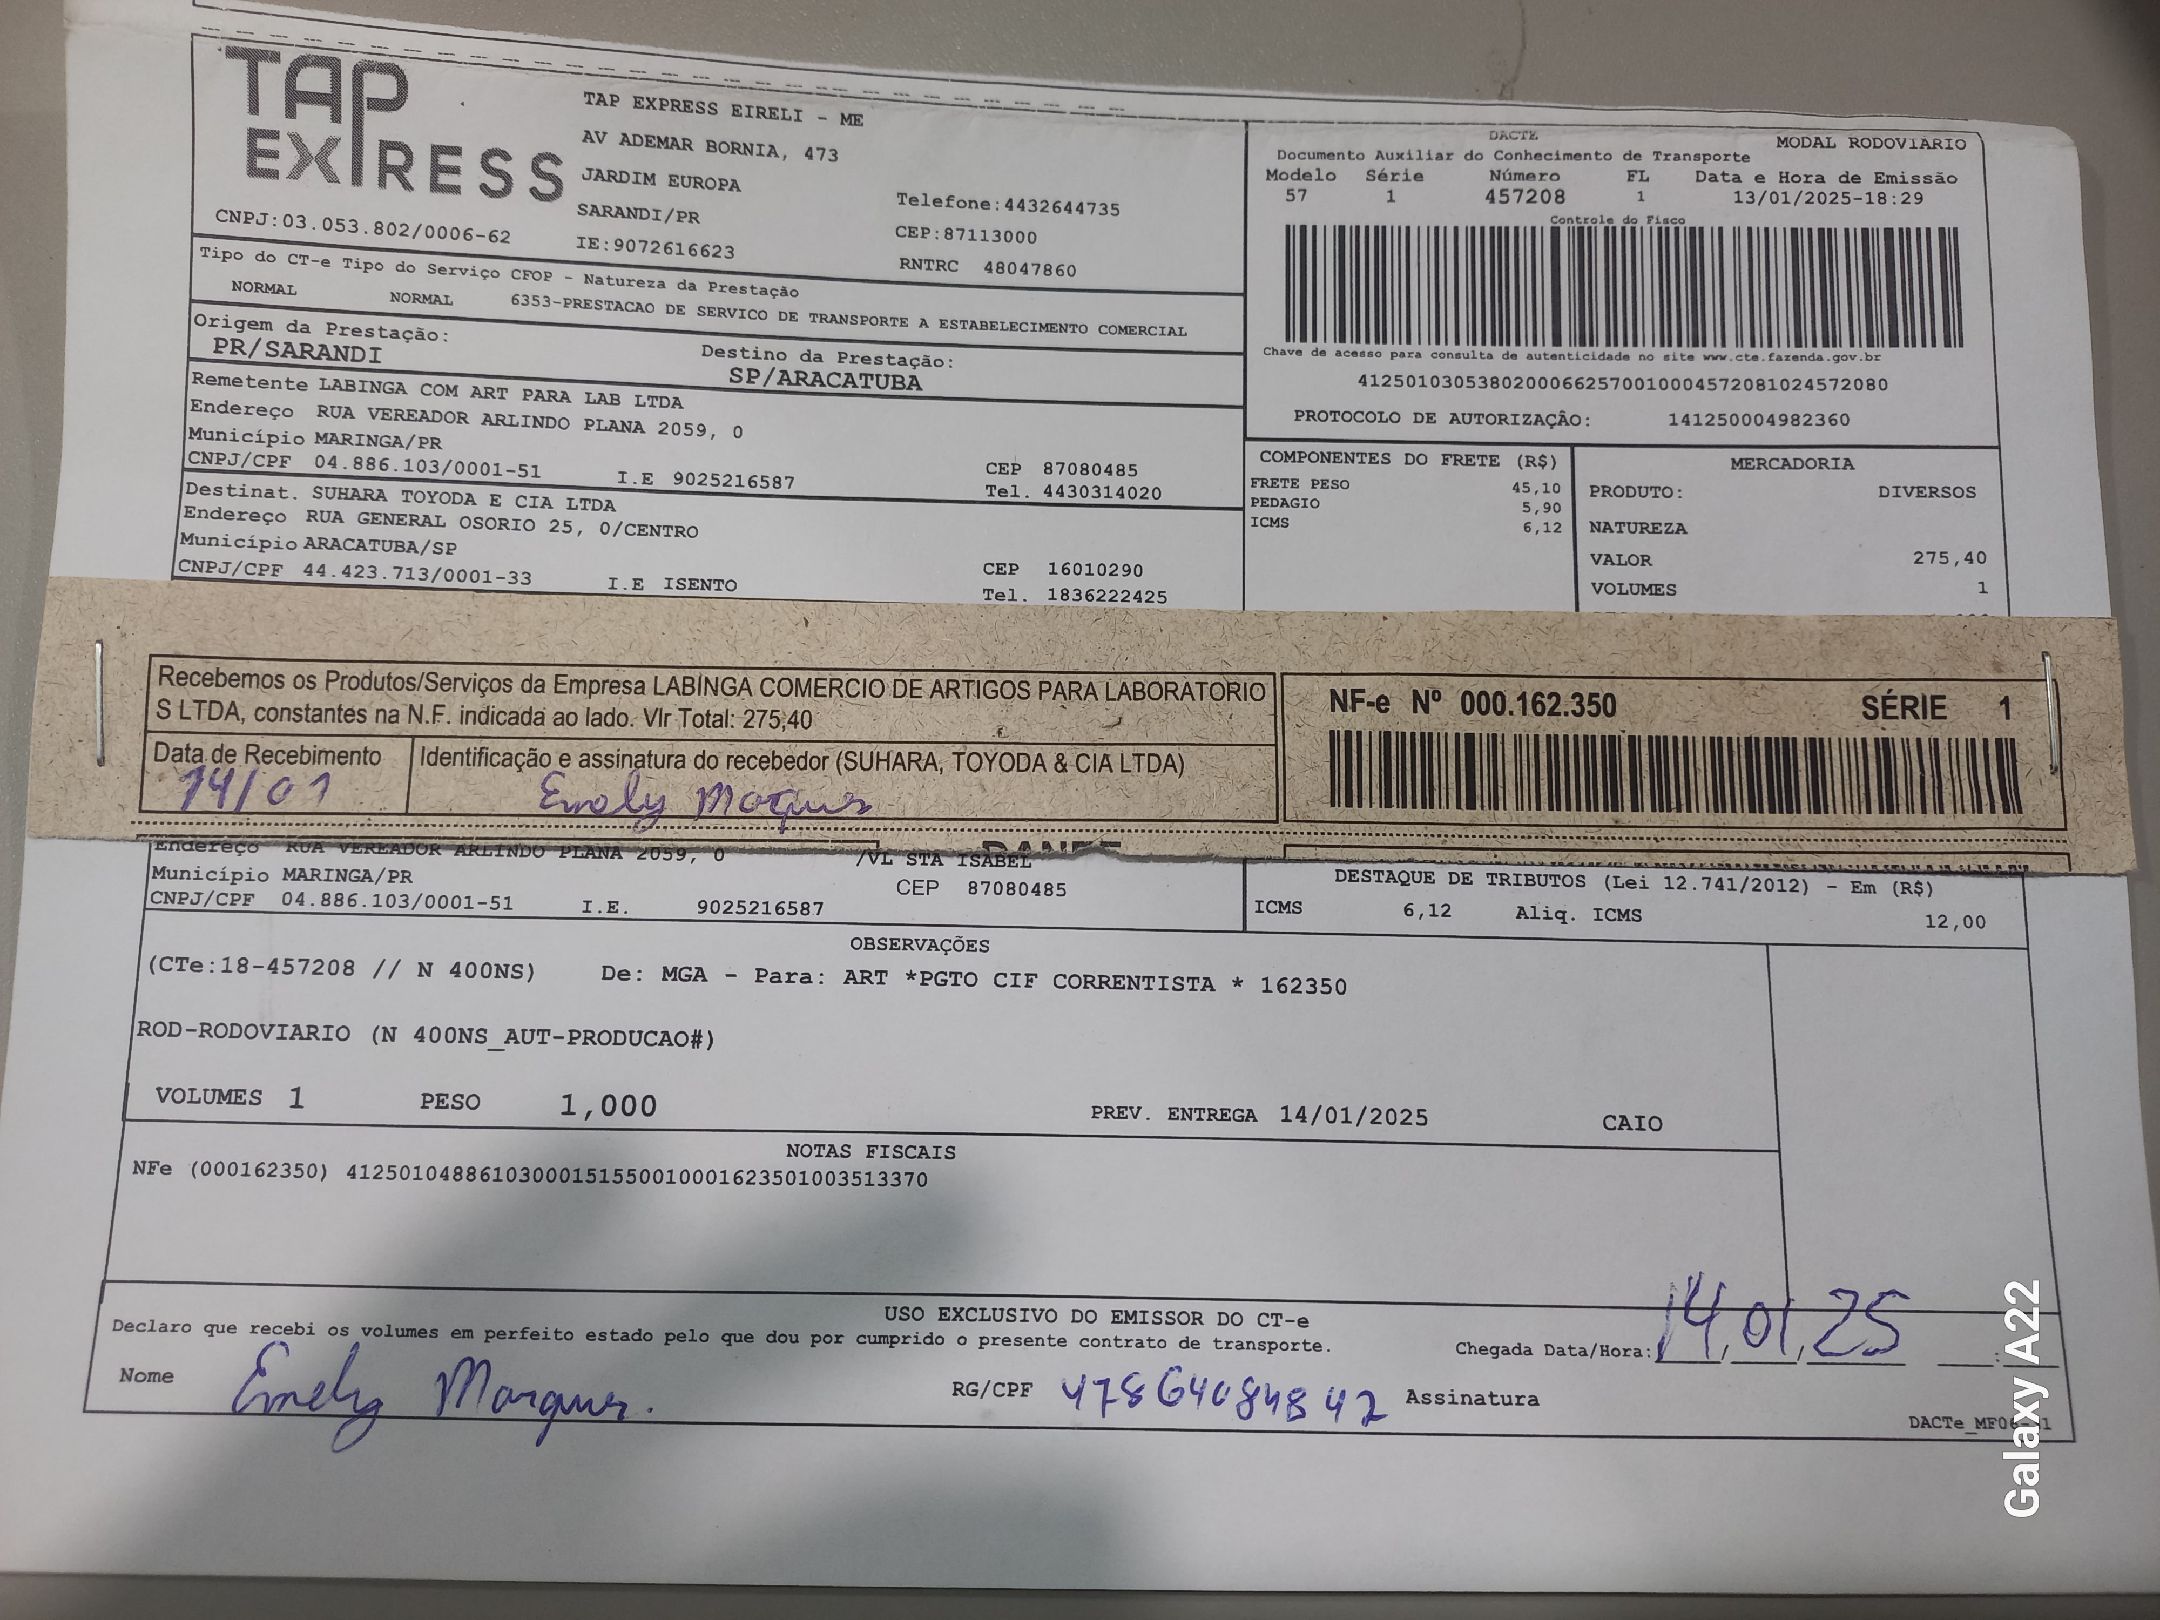 TAP EXPRESS
TAP EXPRESS EIRELI - ME
AV ADEMAR BORNIA, 473
JARDIM EUROPA
SARANDI/PR
Telefone:4432644735
CNPJ:03.053.802/0006-62
IE:9072616623
CEP:87113000
RNTRC 48047860
DACTE
MODAL RODOVIARIO
Documento Auxiliar do Conhecimento de Transporte
Modelo Série Número FL Data e Hora de Emissão
57 1 457208 1 13/01/2025-18:29
Controle do Fisco
Chave de acesso para consulta de autenticidade no site www.cte.fazenda.gov.br
PROTOCOLO DE AUTORIZAÇÃO: 141250004982360
Tipo do CT-e Tipo do Serviço CFOP - Natureza da Prestação
NORMAL NORMAL 6353-PRESTACAO DE SERVICO DE TRANSPORTE A ESTABELECIMENTO COMERCIAL
Origem da Prestação:
PR/SARANDI
Destino da Prestação:
SP/ARACATUBA
Remetente LABINGA COM ART PARA LAB LTDA
Endereço RUA VEREADOR ARLINDO PLANA 2059, 0
Município MARINGA/PR
CNPJ/CPF 04.886.103/0001-51 I.E 9025216587
CEP 87080485
Tel. 4430314020
Destinat. SUHARA TOYODA E CIA LTDA
Endereço RUA GENERAL OSORIO 25, 0/CENTRO
Município ARACATUBA/SP
CNPJ/CPF 44.423.713/0001-33 I.E ISENTO
CEP 16010290
Tel. 1836222425
COMPONENTES DO FRETE (R$)
FRETE PESO 45,10
PEDAGIO 5,90
ICMS 6,12
MERCADORIA
PRODUTO: DIVERSOS
NATUREZA
VALOR 275,40
VOLUMES 1
Recebemos os Produtos/Serviços da Empresa LABINGA COMERCIO DE ARTIGOS PARA LABORATORIO
S LTDA, constantes na N.F. indicada ao lado. Vlr Total: 275,40
Data de Recebimento
14/01
Identificação e assinatura do recebedor (SUHARA, TOYODA & CIA LTDA)
Emely Marques
NF-e Nº 000.162.350 SÉRIE 1
Endereço RUA VEREADOR ARLINDO PLANA 2059, 0 /VL STA ISABEL
Município MARINGA/PR CEP 87080485
CNPJ/CPF 04.886.103/0001-51 I.E. 9025216587
DESTAQUE DE TRIBUTOS (Lei 12.741/2012) - Em (R$)
ICMS 6,12 Aliq. ICMS 12,00
OBSERVAÇÕES
(CTe:18-457208 // N 400NS) De: MGA - Para: ART *PGTO CIF CORRENTISTA * 162350
ROD-RODOVIARIO (N 400NS_AUT-PRODUCAO#)
VOLUMES 1 PESO 1,000 PREV. ENTREGA 14/01/2025 CAIO
NOTAS FISCAIS
NFe (000162350) 41250104886103000151550010001623501003513370
USO EXCLUSIVO DO EMISSOR DO CT-e
Declaro que recebi os volumes em perfeito estado pelo que dou por cumprido o presente contrato de transporte.
Chegada Data/Hora: 14,01,25
Nome Emely Marques.
RG/CPF 47864084842 Assinatura
Galaxy A22